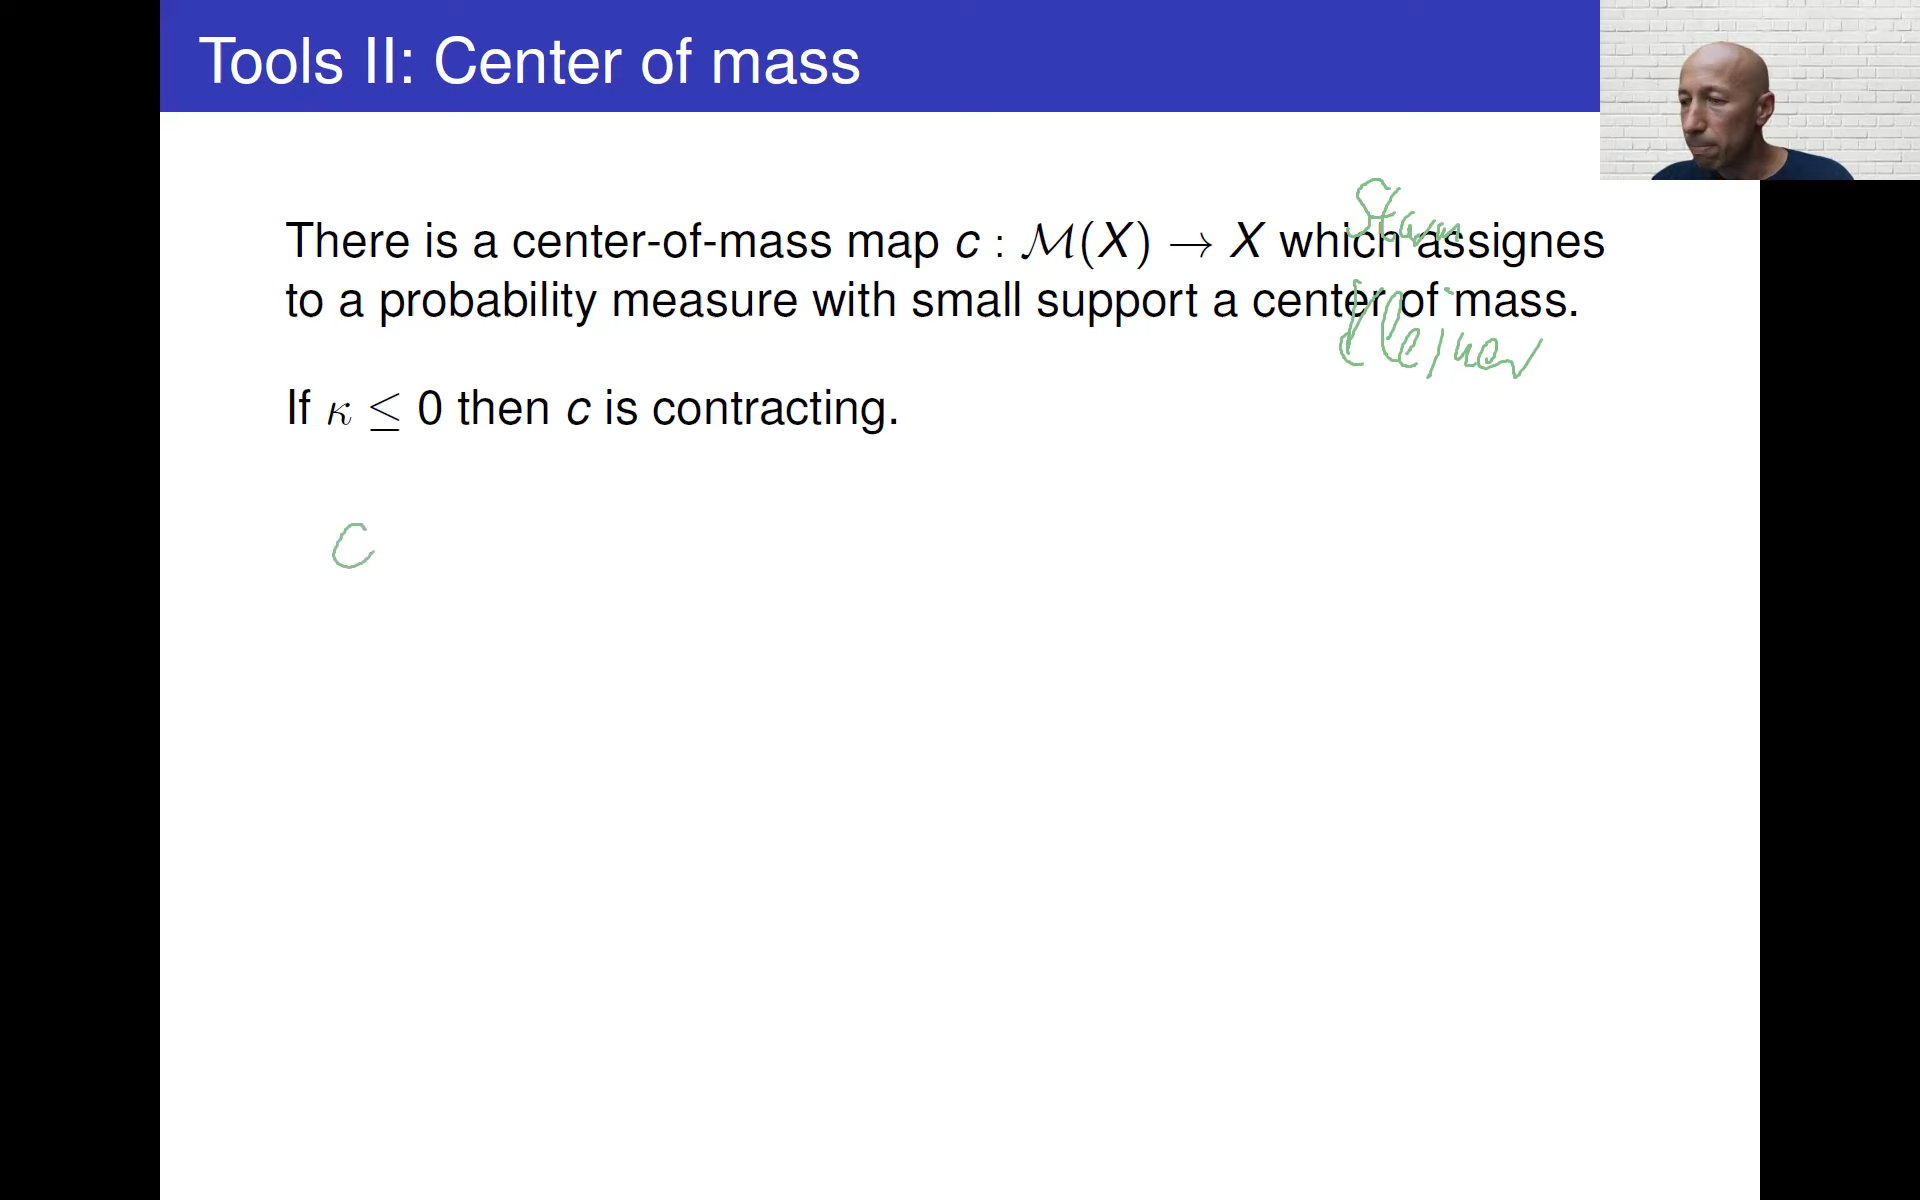 Tools II: Center of mass
Sturm
There is a center-of-mass map c : ℳ(X) → X which assignes
to a probability measure with small support a center of mass.
Kleiner
If κ ≤ 0 then c is contracting.
C